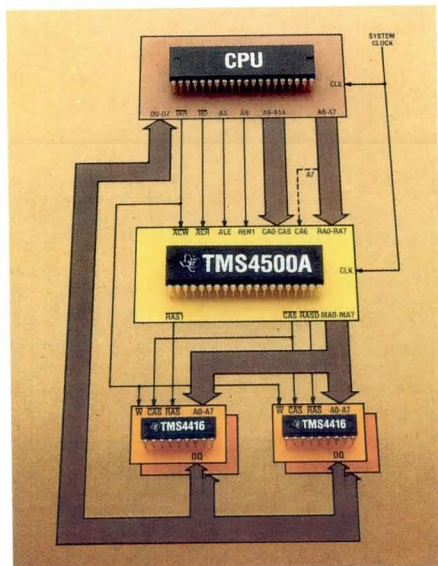 SYSTEM
CLOCK
CPU
CLK
D0-D7 WR RD AS A8 A9-A14 A0-A7
A7
ACW ACR ALE REN1 CA0-CA5 CA6 RA0-RA7
TMS4500A
CLK
RAS1 CAS RAS0 MA0-MA7
W CAS RAS A0-A7
W CAS RAS A0-A7
TMS4416
TMS4416
DQ
DQ